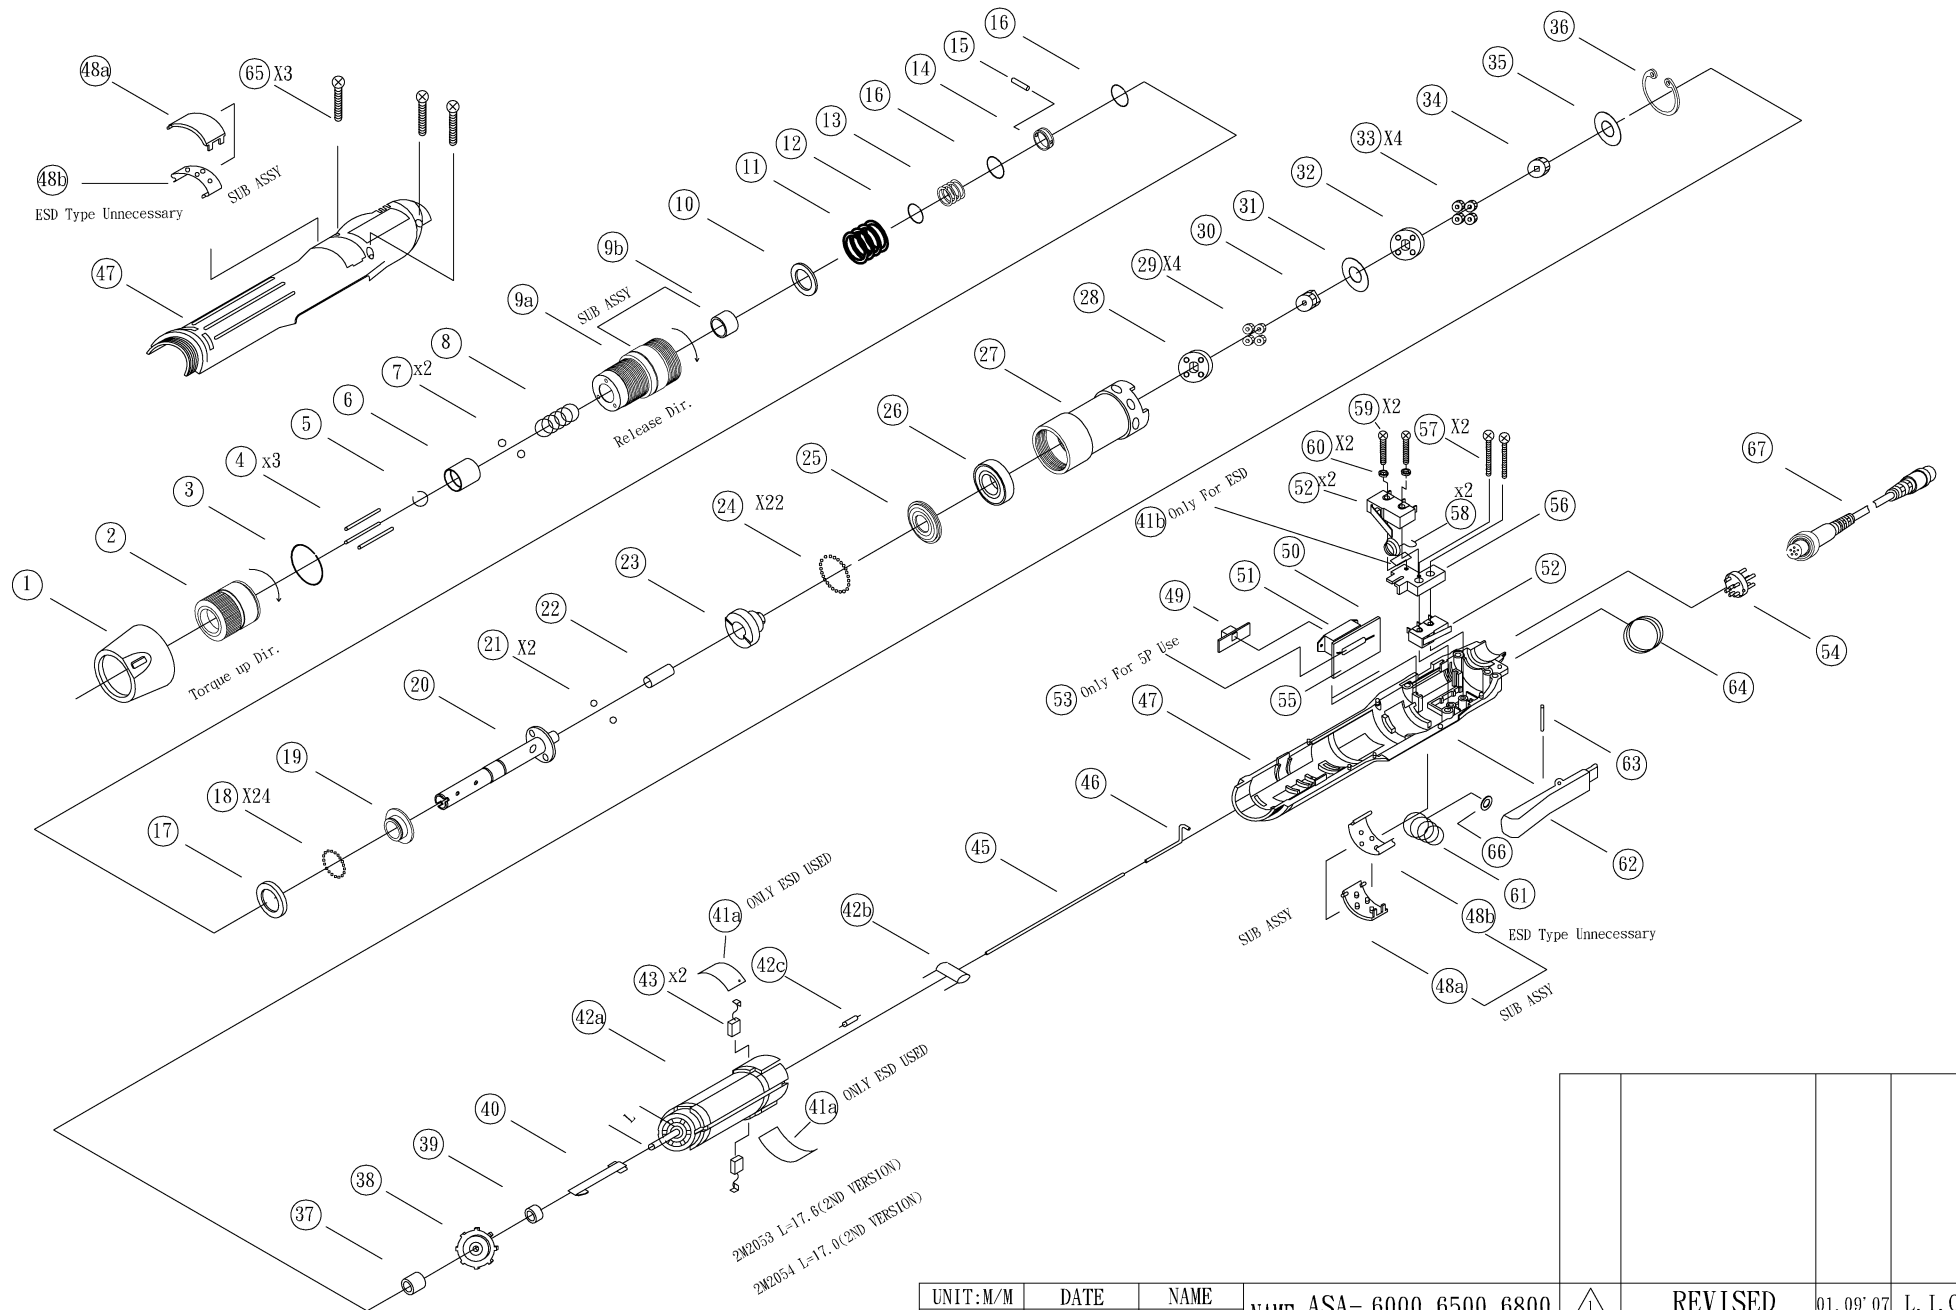 16
36
15
35
48a
65 X3
14
16
34
13
33 X4
12
32
11
48b
SUB ASSY
31
ESD Type Unnecessary
10
30
9b
29 X4
47
9a
SUB ASSY
28
8
27
7 x2
59 X2
6
Release Dir.
26
57 X2
60 X2
67
5
25
4 x3
52 x2
x2
3
24 X22
41b Only For ESD
58
56
2
50
23
51
52
1
22
49
21 X2
Torque up Dir.
20
53 Only For 5P Use
55
54
47
64
19
63
18 X24
46
17
45
66
62
ONLY ESD USED
61
41a
42b
48b
SUB ASSY
ESD Type Unnecessary
43 x2
42c
48a
SUB ASSY
42a
ONLY ESD USED
L
40
41a
39
38
2M2053 L=17.6(2ND VERSION)
37
2M2054 L=17.0(2ND VERSION)
UNIT:M/M
DATE
NAME
NAME ASA- 6000 6500 6800
1
REVISED
01.09'07